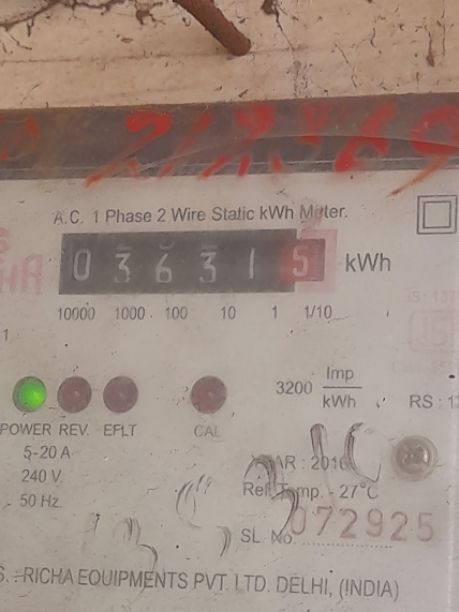 A.C. 1 Phase 2 Wire Static kWh Meter.
0 3 6 3 1 5 kWh
10000 1000 100 10 1 1/10
3200 Imp/kWh
POWER REV. EFLT CAL
5-20 A
240 V
50 Hz.
YEAR : 2016
Ref. Temp. - 27°C
SL. No. 072925
RICHA EQUIPMENTS PVT. LTD. DELHI, (INDIA)